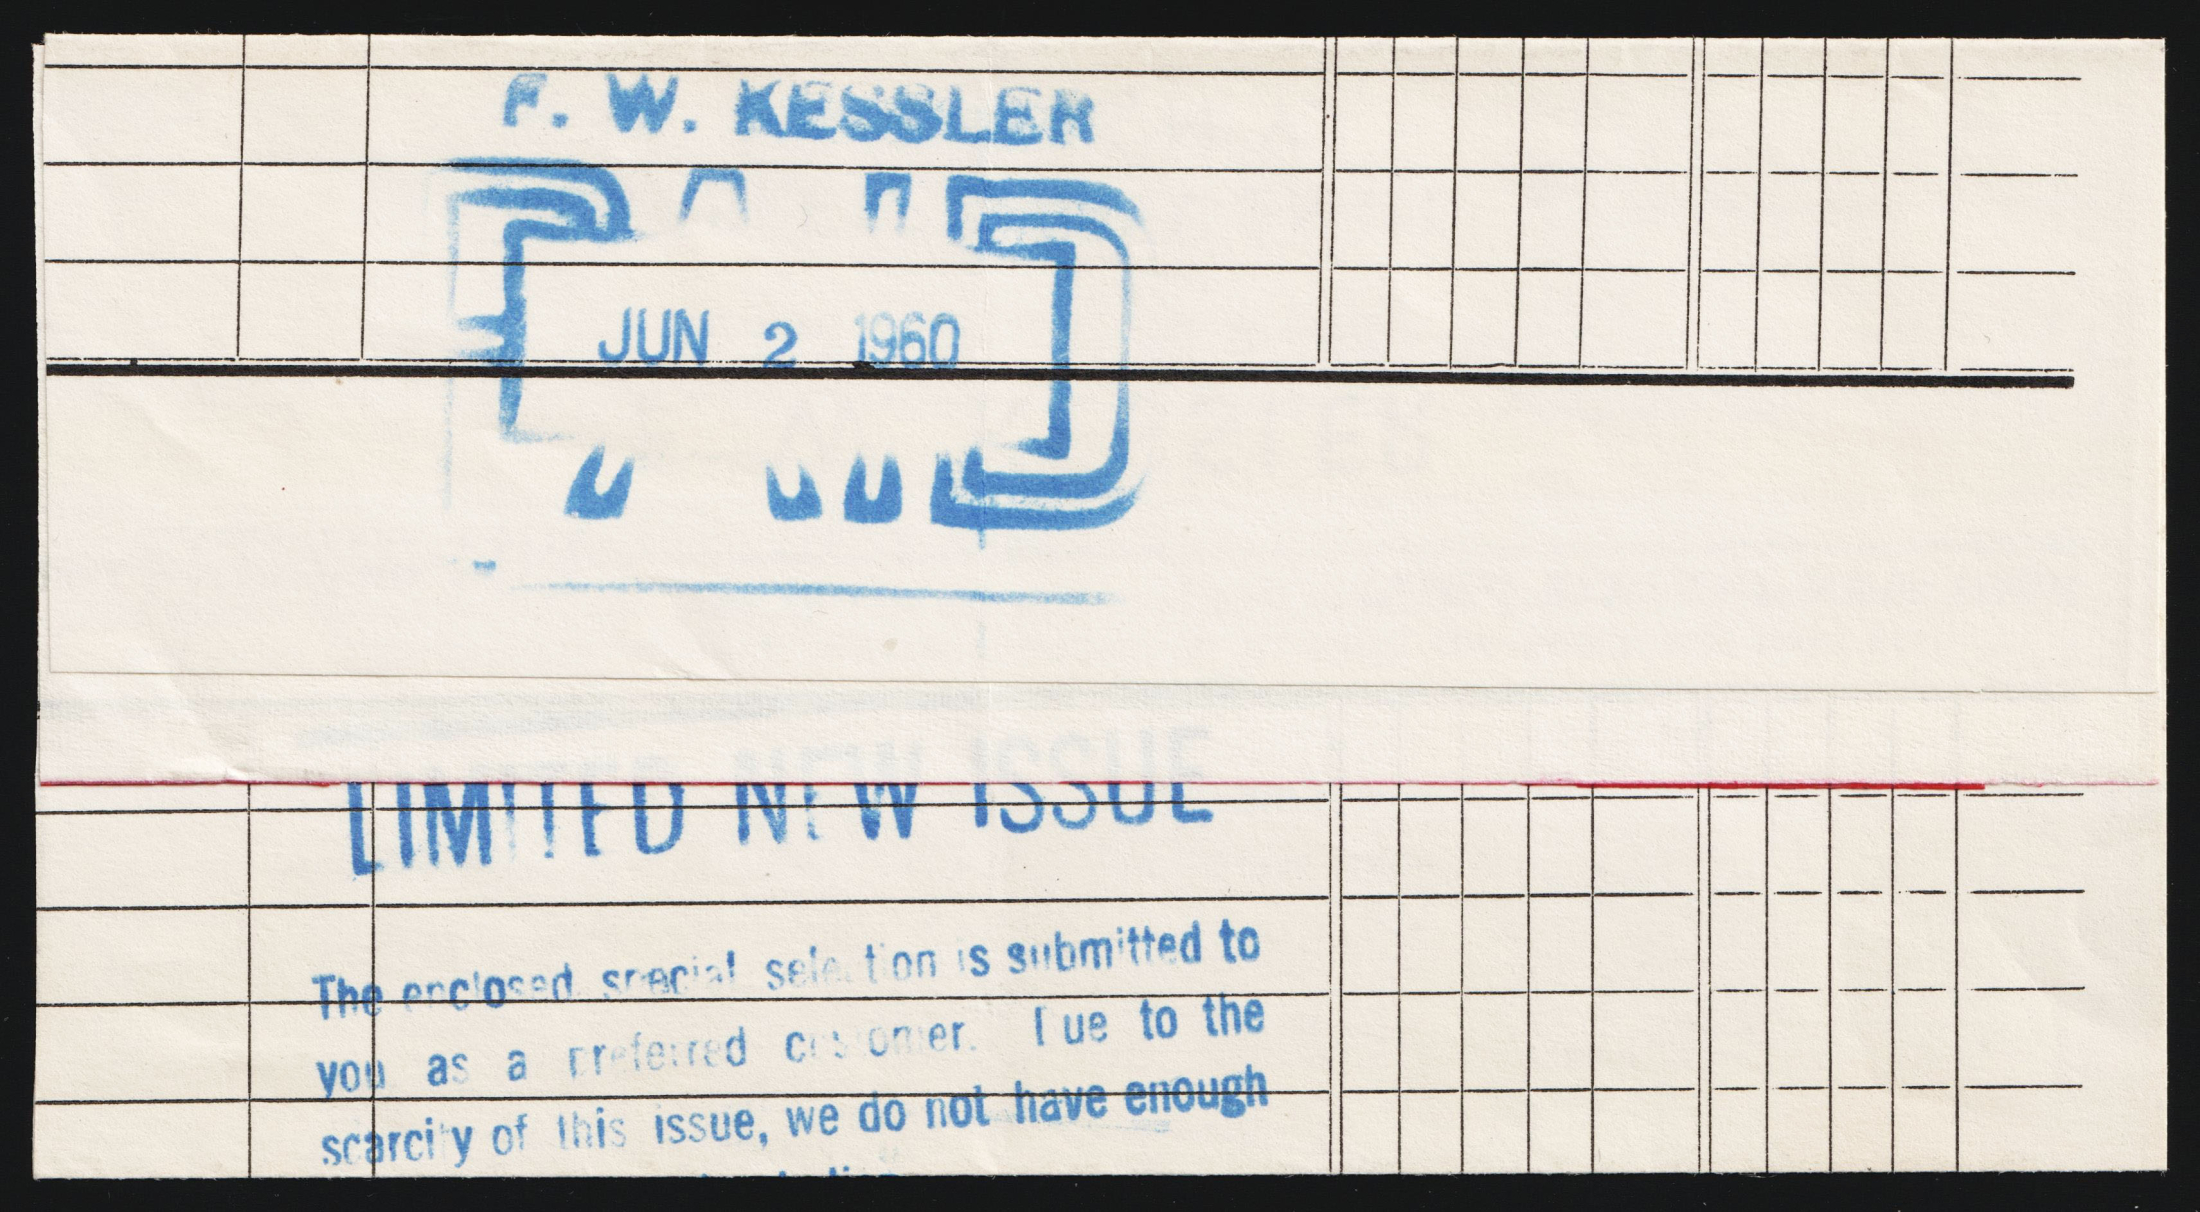 F. W. KESSLER
JUN 2 1960
LIMITED NEW ISSUE
The enclosed special selection is submitted to
you as a preferred customer. Due to the
scarcity of this issue, we do not have enough